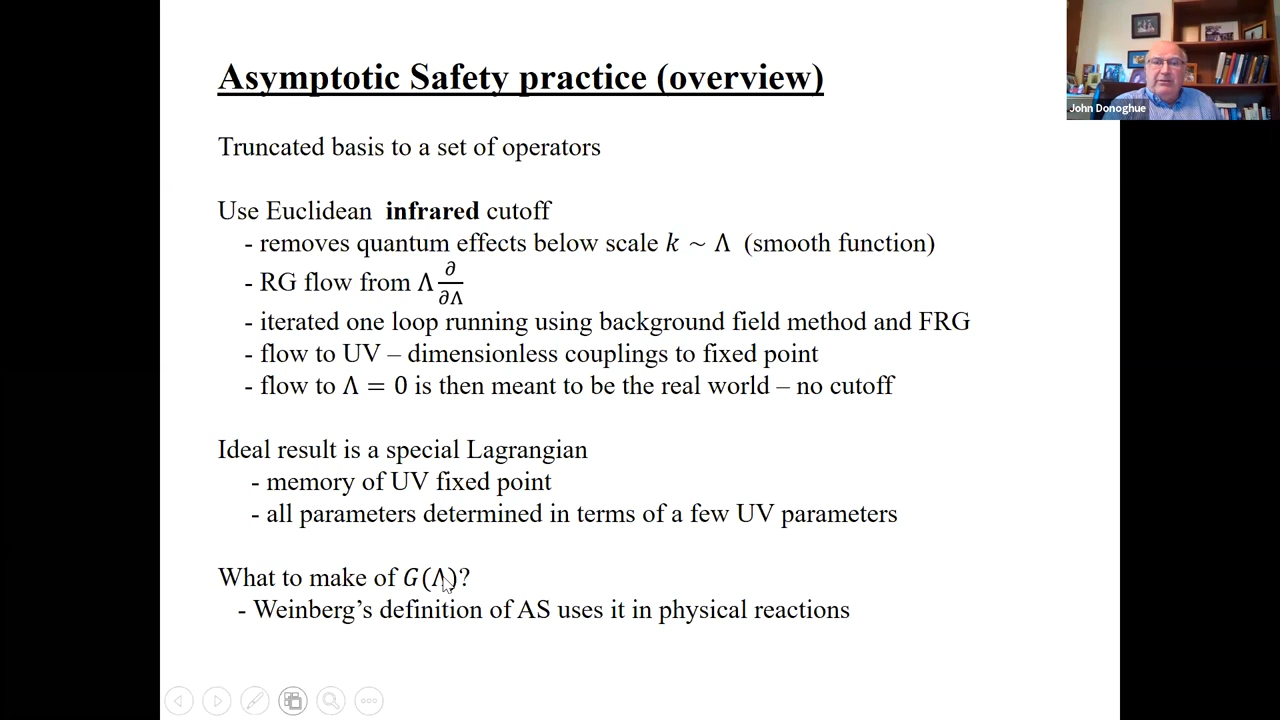 Asymptotic Safety practice (overview)
John Donoghue
Truncated basis to a set of operators
Use Euclidean infrared cutoff
- removes quantum effects below scale k ~ Λ (smooth function)
- RG flow from Λ ∂/∂Λ
- iterated one loop running using background field method and FRG
- flow to UV – dimensionless couplings to fixed point
- flow to Λ = 0 is then meant to be the real world – no cutoff
Ideal result is a special Lagrangian
- memory of UV fixed point
- all parameters determined in terms of a few UV parameters
What to make of G(Λ)?
- Weinberg’s definition of AS uses it in physical reactions